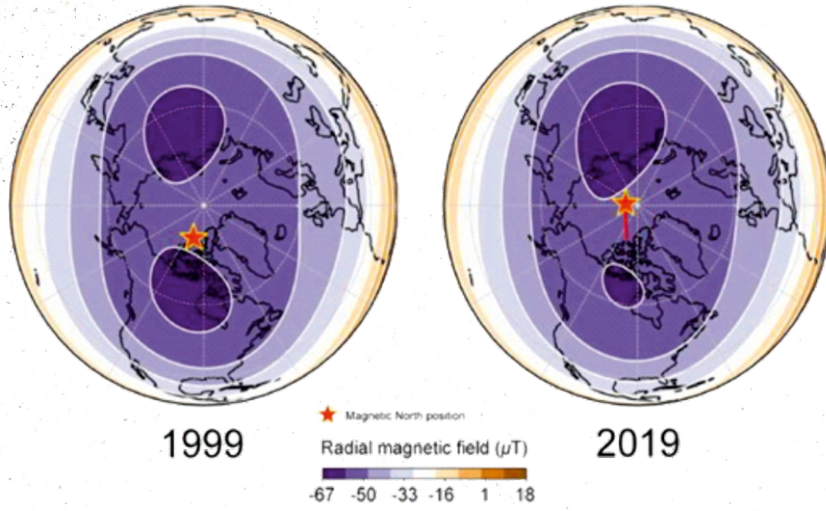 Magnetic North position
1999
Radial magnetic field (µT)
2019
-67 -50 -33 -16 1 18